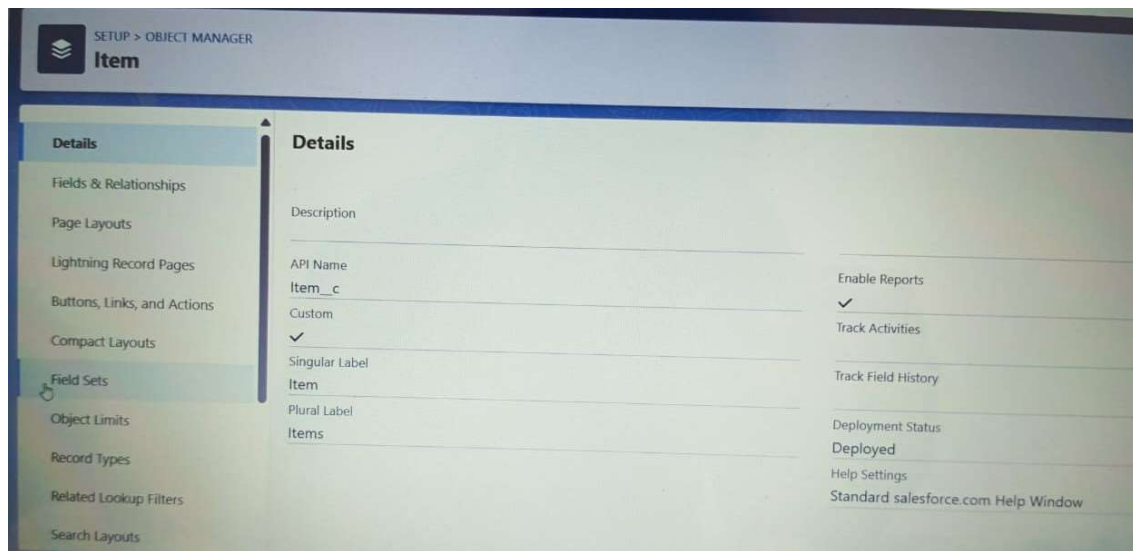 SETUP > OBJECT MANAGER
Item
Details
Fields & Relationships
Page Layouts
Lightning Record Pages
Buttons, Links, and Actions
Compact Layouts
Field Sets
Object Limits
Record Types
Related Lookup Filters
Search Layouts
Details
Description
API Name
Item__c
Custom
Singular Label
Item
Plural Label
Items
Enable Reports
Track Activities
Track Field History
Deployment Status
Deployed
Help Settings
Standard salesforce.com Help Window